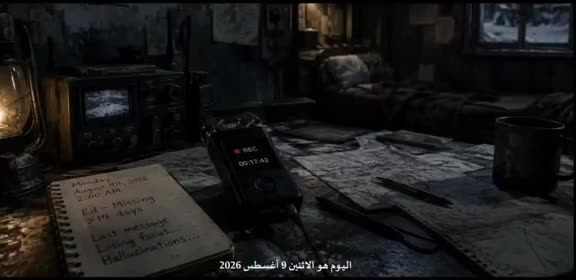 Monday
August 9th, 2026
2:00 AM
Ed - Missing
>14 days
Last message
Losing focus...
Hallucinations...
REC
00:17:42
اليوم هو الاثنين 9 أغسطس 2026